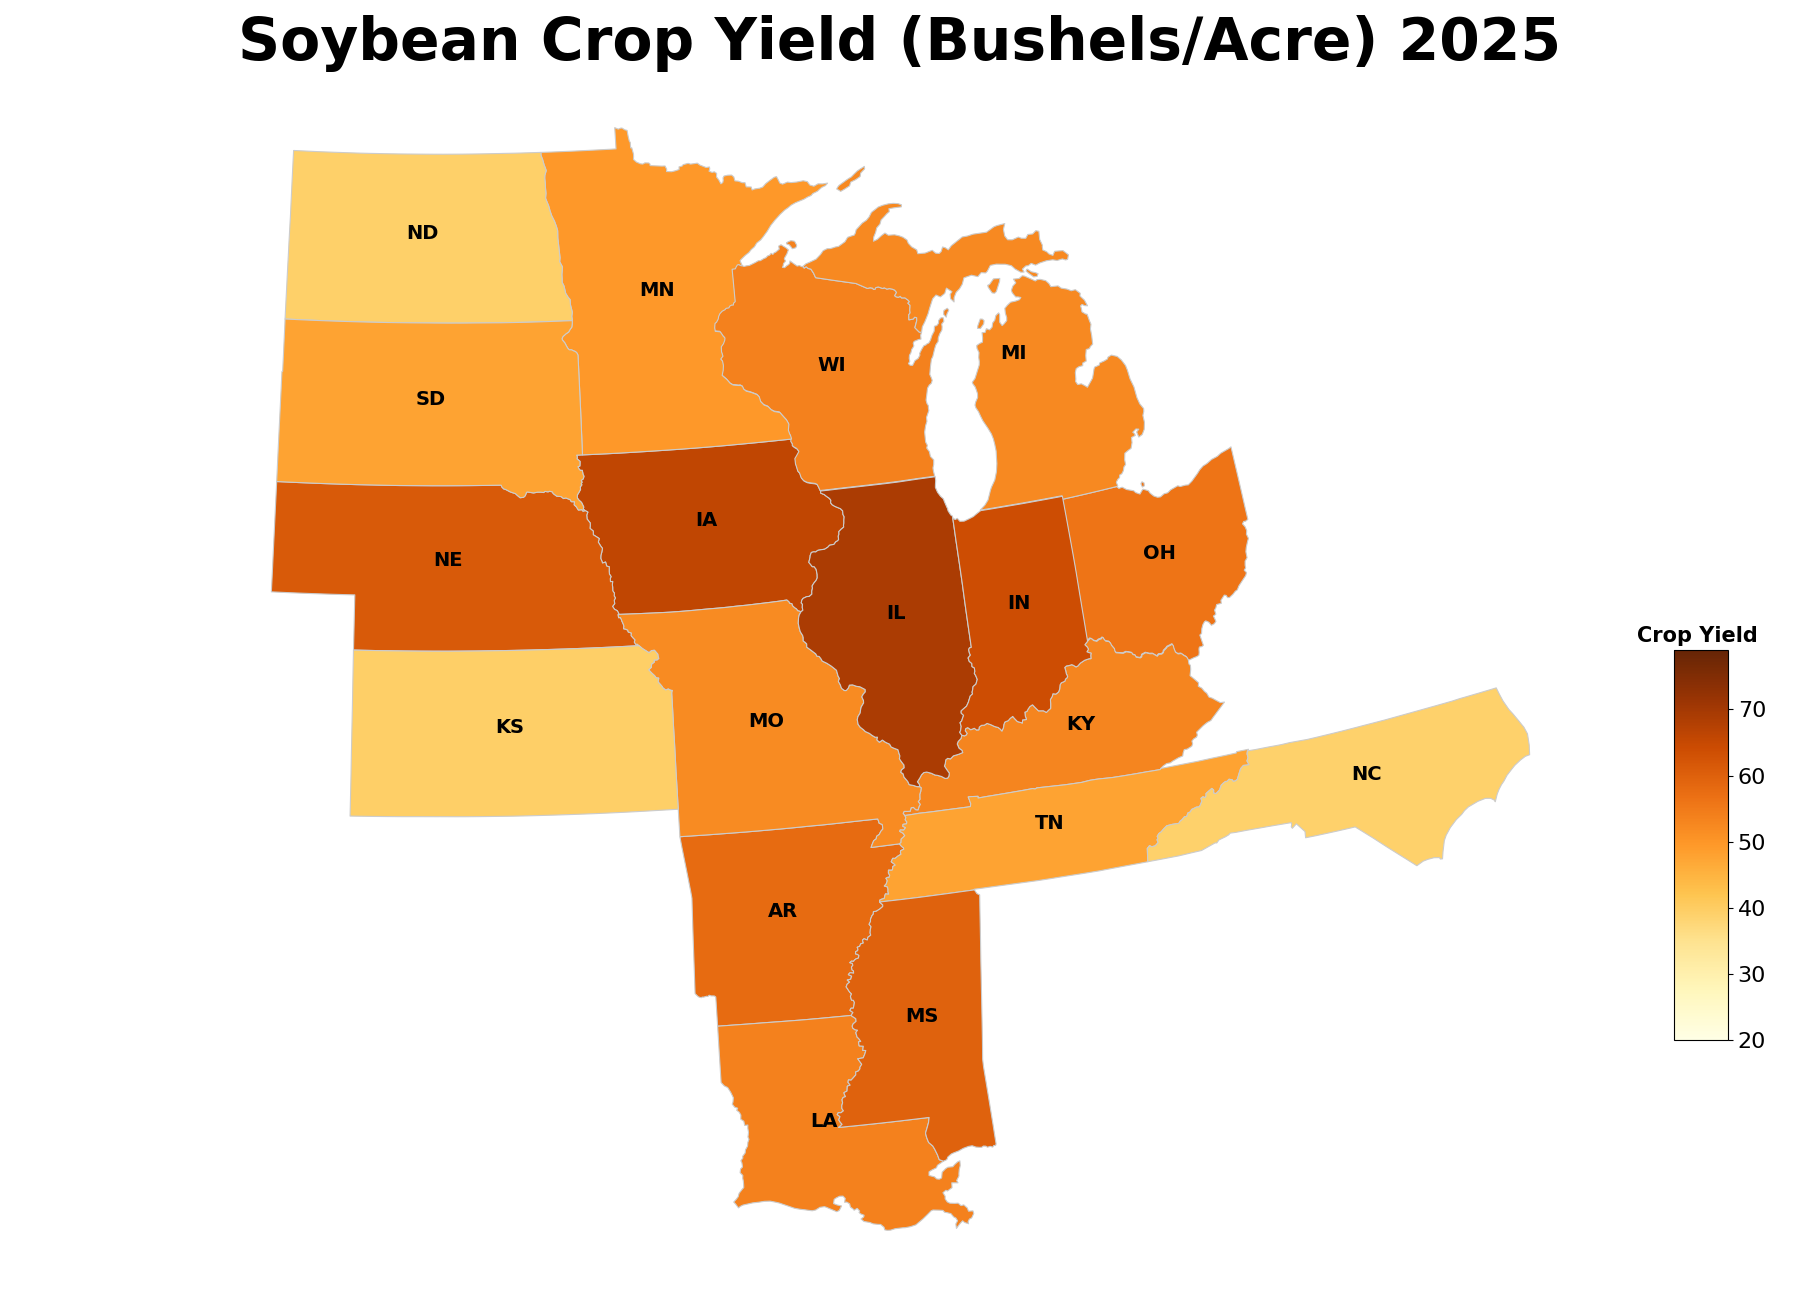 Soybean Crop Yield (Bushels/Acre) 2025
ND
MN
SD
WI
MI
IA
NE
OH
IL
IN
KS
MO
KY
TN
NC
AR
MS
LA
Crop Yield
70
60
50
40
30
20